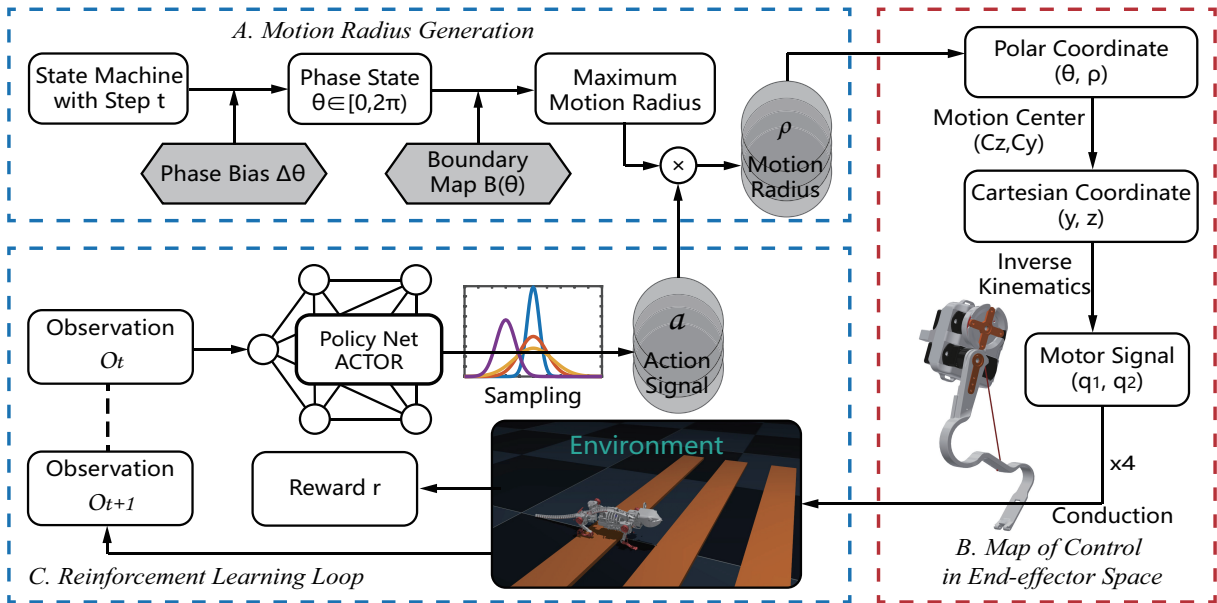 A. Motion Radius Generation
State Machine
with Step t
Phase State
θ∈[0,2π)
Maximum
Motion Radius
Phase Bias Δθ
Boundary
Map B(θ)
×
ρ
Motion
Radius
Polar Coordinate
(θ, ρ)
Motion Center
(Cz,Cy)
Cartesian Coordinate
(y, z)
Inverse
Kinematics
Motor Signal
(q1, q2)
x4
Conduction
B. Map of Control
in End-effector Space
Observation
Ot
Policy Net
ACTOR
Sampling
a
Action
Signal
Environment
Observation
Ot+1
Reward r
C. Reinforcement Learning Loop